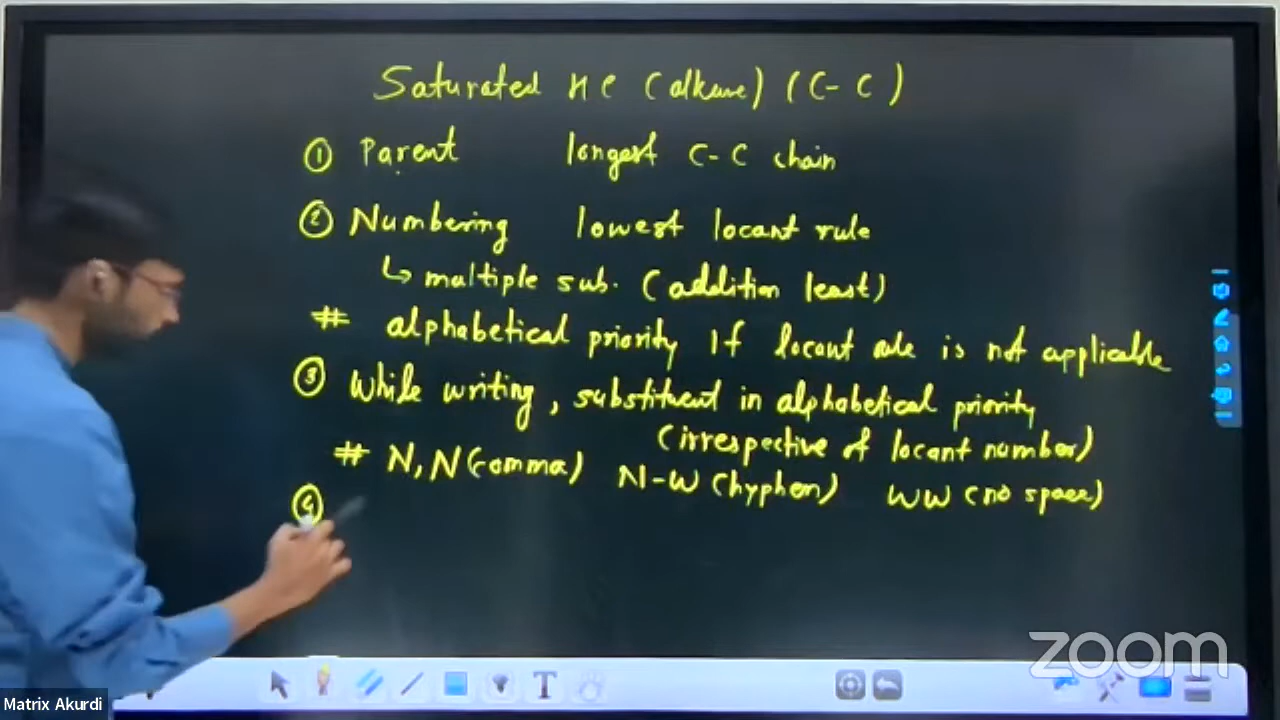 Saturated HC (alkane) (C-C)
① Parent longest C-C chain
② Numbering lowest locant rule
↳ multiple sub. (addition least)
# alphabetical priority If locant rule is not applicable
③ While writing, substituent in alphabetical priority
(irrespective of locant number)
# N, N (comma) N-W (hyphen) WW (no space)
④
zoom
T
Matrix Akurdi